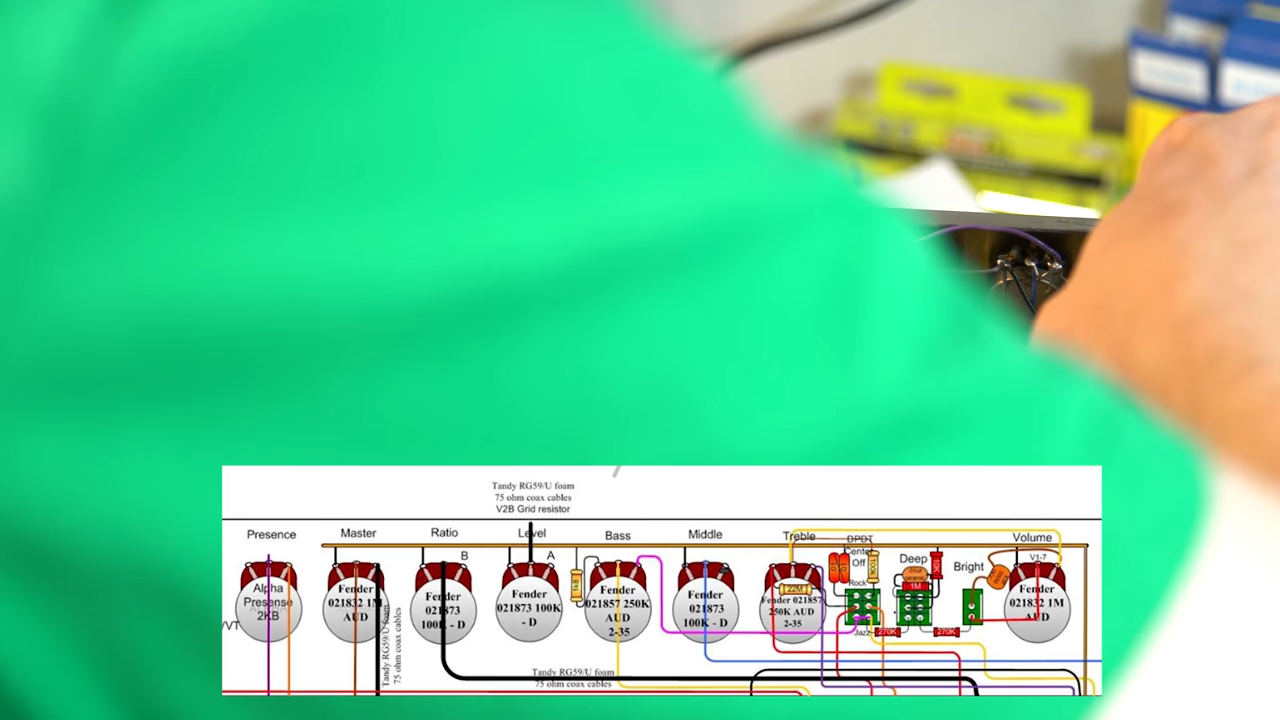 Tandy RG59/U foam
75 ohm coax cables
V2B Grid resistor
Presence
Master
Ratio
Level
Bass
Middle
Treble
DPDT
Center
Off
Deep
Bright
Volume
B
A
V1-7
Rock
Jazz
Alpha
Presense
2KB
Fender
021832 1M
AUD
Fender
021873
100K - D
Fender
021873 100K
- D
Fender
021857 250K
AUD
2-35
Fender
021873
100K - D
Fender 021857
250K AUD
2-35
Fender
021832 1M
AUD
22M
100K
1M
10K
270K
270K
/VT
Tandy RG59/U foam
75 ohm coax cables
Tandy RG59/U foam
75 ohm coax cables